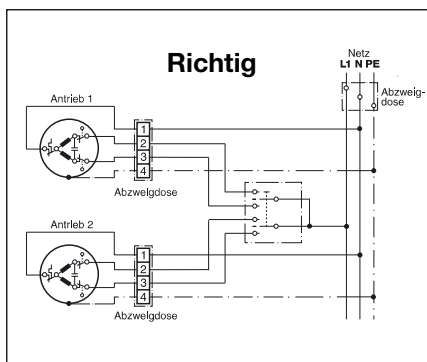 Richtig
Netz
L1 N PE
Abzweig-
dose
Antrieb 1
1
2
3
4
Abzweigdose
Antrieb 2
1
2
3
4
Abzweigdose